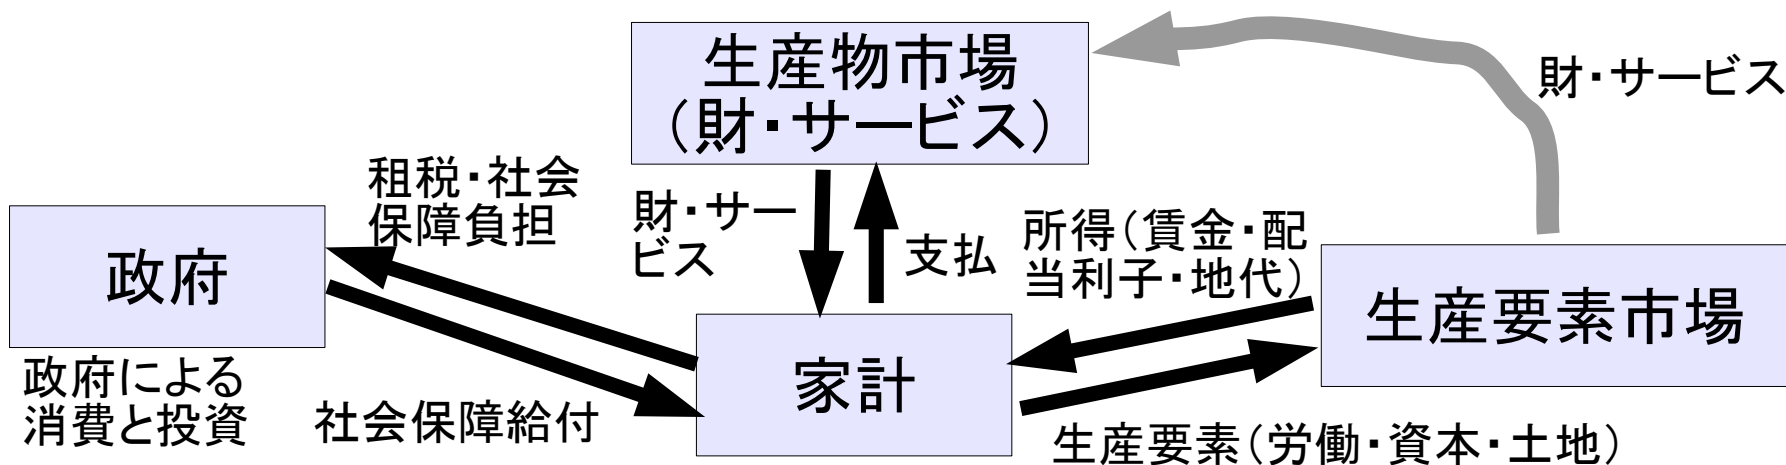 生産物市場
（財・サービス）
財・サービス
租税・社会
保障負担
財・サー
ビス
支払
所得（賃金・配
当利子・地代）
政府
生産要素市場
政府による
消費と投資
家計
社会保障給付
生産要素（労働・資本・土地）